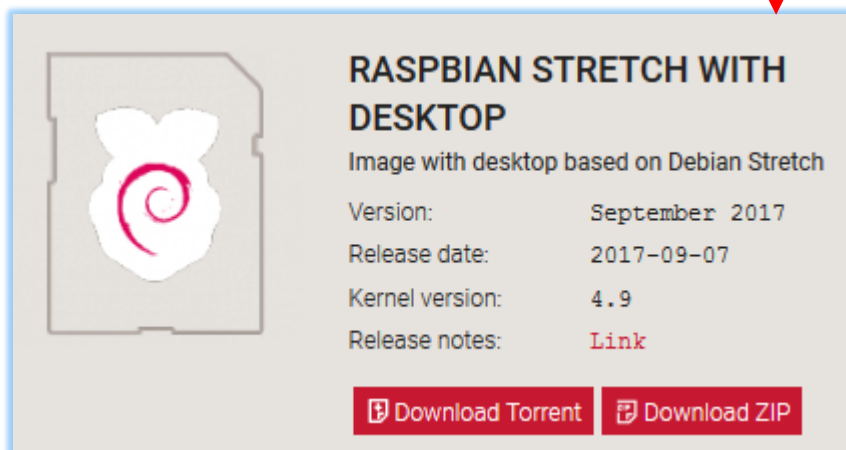 RASPBIAN STRETCH WITH
DESKTOP
Image with desktop based on Debian Stretch
Version: September 2017
Release date: 2017-09-07
Kernel version: 4.9
Release notes: Link
Download Torrent Download ZIP